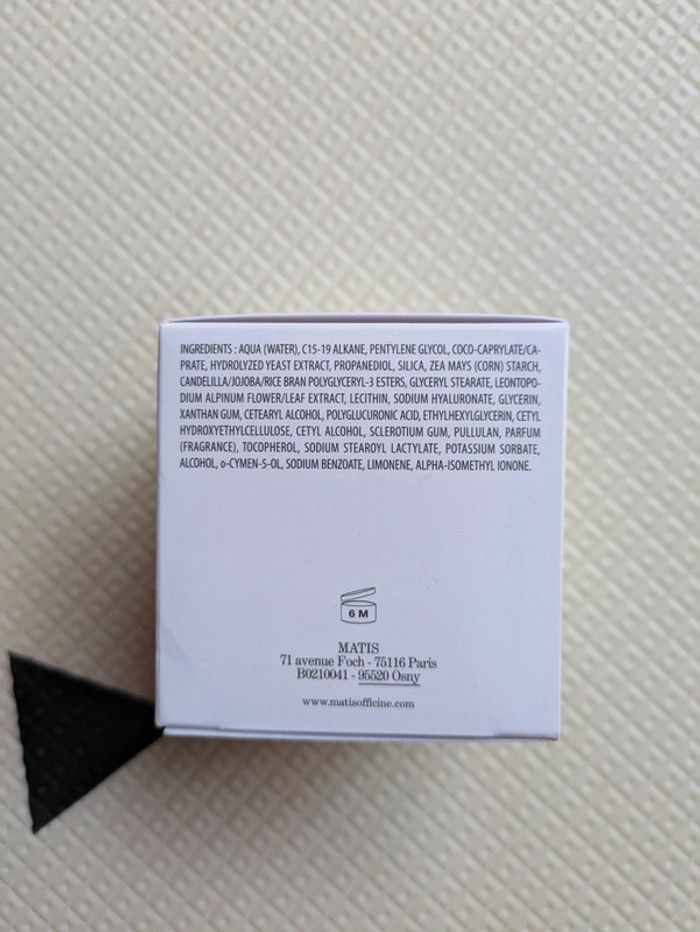 INGREDIENTS : AQUA (WATER), C15-19 ALKANE, PENTYLENE GLYCOL, COCO-CAPRYLATE/CA-
PRATE, HYDROLYZED YEAST EXTRACT, PROPANEDIOL, SILICA, ZEA MAYS (CORN) STARCH,
CANDELILLA/JOJOBA/RICE BRAN POLYGLYCERYL-3 ESTERS, GLYCERYL STEARATE, LEONTOPO-
DIUM ALPINUM FLOWER/LEAF EXTRACT, LECITHIN, SODIUM HYALURONATE, GLYCERIN,
XANTHAN GUM, CETEARYL ALCOHOL, POLYGLUCURONIC ACID, ETHYLHEXYLGLYCERIN, CETYL
HYDROXYETHYLCELLULOSE, CETYL ALCOHOL, SCLEROTIUM GUM, PULLULAN, PARFUM
(FRAGRANCE), TOCOPHEROL, SODIUM STEAROYL LACTYLATE, POTASSIUM SORBATE,
ALCOHOL, o-CYMEN-5-OL, SODIUM BENZOATE, LIMONENE, ALPHA-ISOMETHYL IONONE.
6 M
MATIS
71 avenue Foch - 75116 Paris
B0210041 - 95520 Osny
www.matisofficine.com